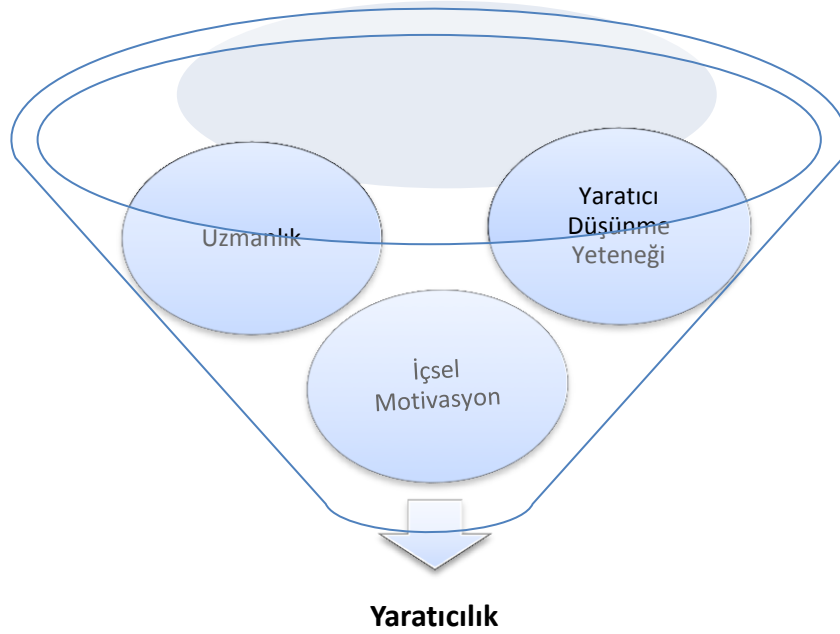 Uzmanlık
Yaratıcı
Düşünme
Yeteneği
İçsel
Motivasyon
Yaratıcılık